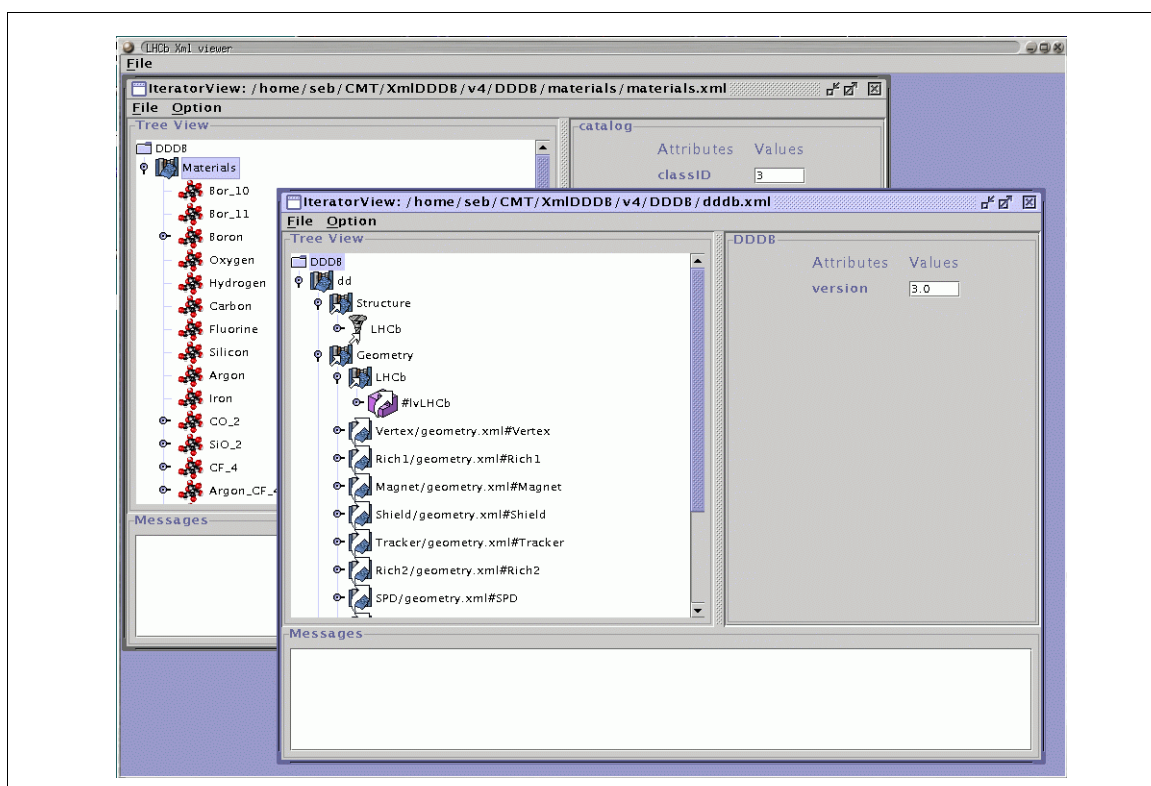 LHCb Xml viewer
File
IteratorView: /home/seb/CMT/XmlDDDB/v4/DDDB/materials/materials.xml
File Option
Tree View
DDDB
Materials
Bor_10
Bor_11
Boron
Oxygen
Hydrogen
Carbon
Fluorine
Silicon
Argon
Iron
CO_2
SiO_2
CF_4
Argon_CF_4
Messages
catalog
Attributes Values
classID 3
IteratorView: /home/seb/CMT/XmlDDDB/v4/DDDB/dddb.xml
File Option
Tree View
DDDB
dd
Structure
LHCb
Geometry
LHCb
#lvLHCb
Vertex/geometry.xml#Vertex
Rich1/geometry.xml#Rich1
Magnet/geometry.xml#Magnet
Shield/geometry.xml#Shield
Tracker/geometry.xml#Tracker
Rich2/geometry.xml#Rich2
SPD/geometry.xml#SPD
DDDB
Attributes Values
version 3.0
Messages